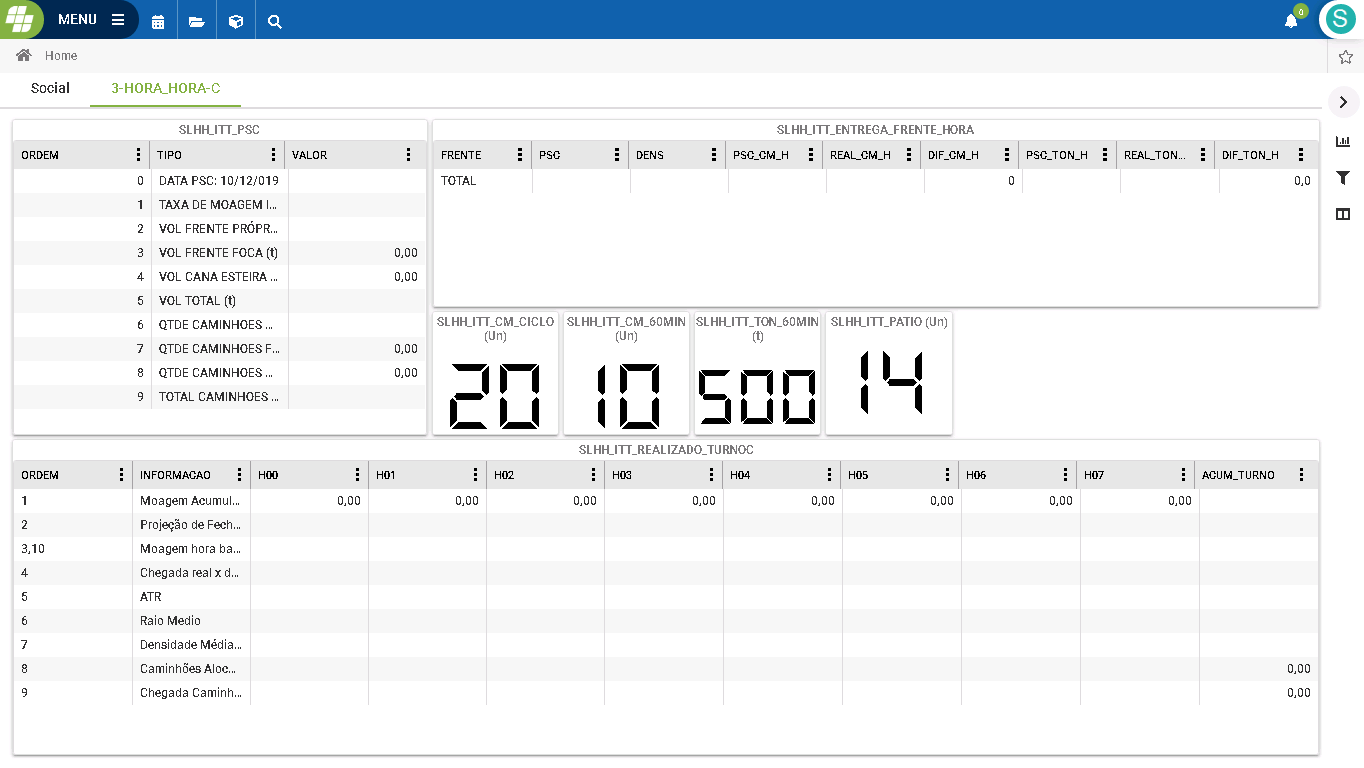 MENU
0
S
Home
Social 3-HORA_HORA-C
SLHH_ITT_PSC
ORDEM TIPO VALOR
0 DATA PSC: 10/12/019
1 TAXA DE MOAGEM I...
2 VOL FRENTE PRÓPR...
3 VOL FRENTE FOCA (t) 0,00
4 VOL CANA ESTEIRA ... 0,00
5 VOL TOTAL (t)
6 QTDE CAMINHOES ...
7 QTDE CAMINHOES F... 0,00
8 QTDE CAMINHOES ... 0,00
9 TOTAL CAMINHOES ...
SLHH_ITT_ENTREGA_FRENTE_HORA
FRENTE PSC DENS PSC_CM_H REAL_CM_H DIF_CM_H PSC_TON_H REAL_TON... DIF_TON_H
TOTAL 0 0,0
SLHH_ITT_CM_CICLO
(Un)
20
SLHH_ITT_CM_60MIN
(Un)
10
SLHH_ITT_TON_60MIN
(t)
500
SLHH_ITT_PATIO (Un)
14
SLHH_ITT_REALIZADO_TURNOC
ORDEM INFORMACAO H00 H01 H02 H03 H04 H05 H06 H07 ACUM_TURNO
1 Moagem Acumul... 0,00 0,00 0,00 0,00 0,00 0,00 0,00 0,00
2 Projeção de Fech...
3,10 Moagem hora ba...
4 Chegada real x d...
5 ATR
6 Raio Medio
7 Densidade Média...
8 Caminhões Aloc... 0,00
9 Chegada Caminh... 0,00